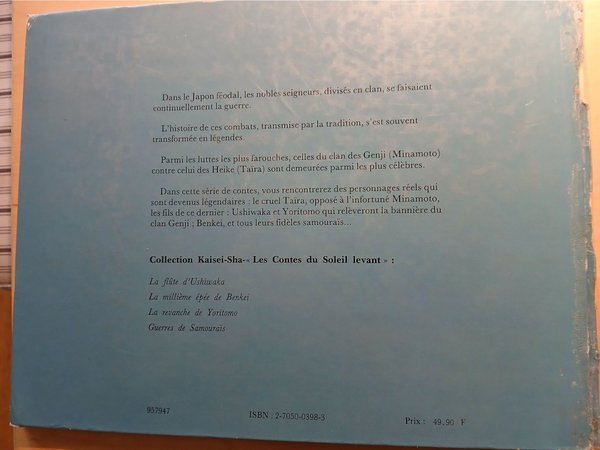 Dans le Japon féodal, les nobles seigneurs, divisés en clan, se faisaient
continuellement la guerre.
L'histoire de ces combats, transmise par la tradition, s'est souvent
transformée en légendes.
Parmi les luttes les plus farouches, celles du clan des Genji (Minamoto)
contre celui des Heike (Taira) sont demeurées parmi les plus célèbres.
Dans cette série de contes, vous rencontrerez des personnages réels qui
sont devenus légendaires : le cruel Taira, opposé à l'infortuné Minamoto,
les fils de ce dernier : Ushiwaka et Yoritomo qui relèveront la bannière du
clan Genji ; Benkei, et tous leurs fidèles samouraïs...
Collection Kaisei-Sha-« Les Contes du Soleil levant » :
La flûte d'Ushiwaka
La millième épée de Benkei
La revanche de Yoritomo
Guerres de Samouraïs
957947
ISBN : 2-7050-0398-3
Prix : 49,90 F